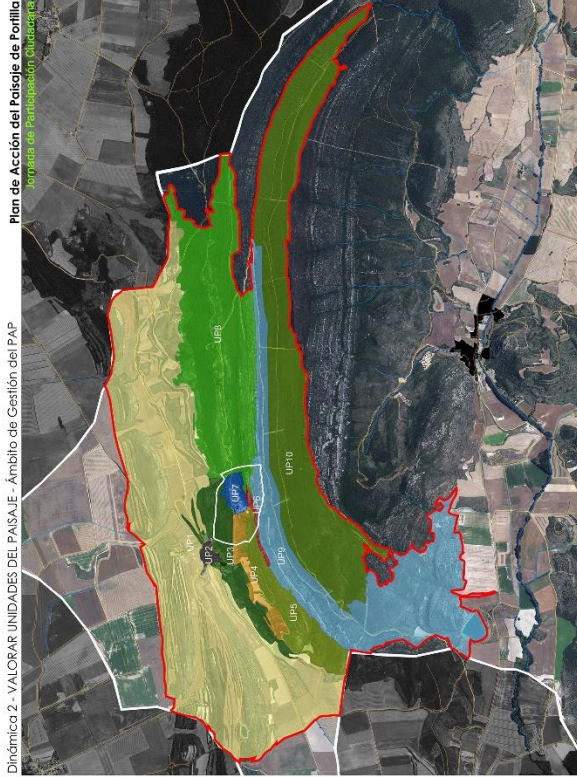 Dinámica 2 - VALORAR UNIDADES DEL PAISAJE - Ámbito de Gestión del PAP
Plan de Acción del Paisaje de Portilla
Jornada de Participación Ciudadana
UP1
UP2
UP3
UP4
UP5
UP6
UP7
UP8
UP9
UP10